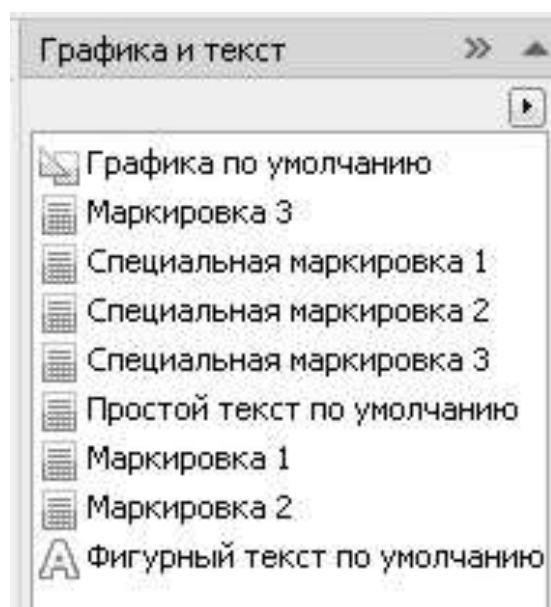 Графика и текст
Графика по умолчанию
Маркировка 3
Специальная маркировка 1
Специальная маркировка 2
Специальная маркировка 3
Простой текст по умолчанию
Маркировка 1
Маркировка 2
Фигурный текст по умолчанию